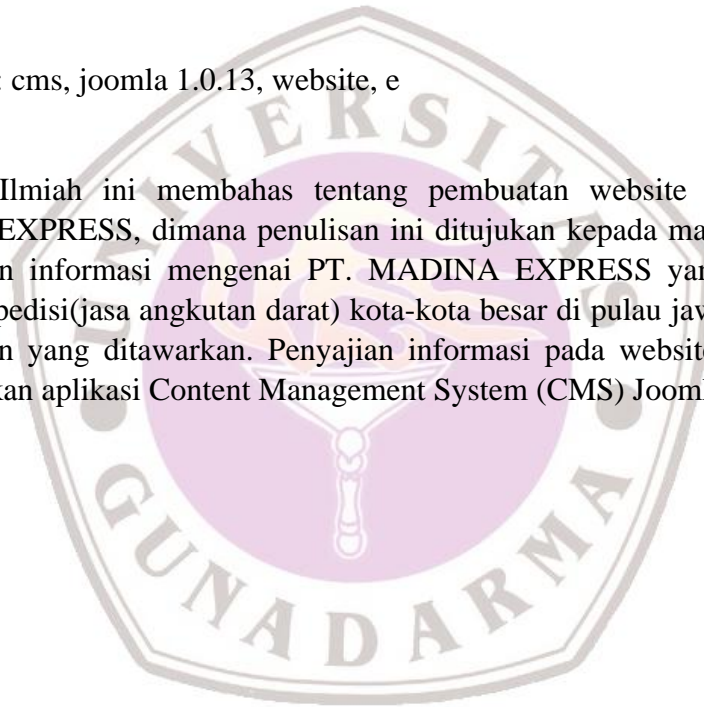 : cms, joomla 1.0.13, website, e
Ilmiah ini membahas tentang pembuatan website
EXPRESS, dimana penulisan ini ditujukan kepada ma
n informasi mengenai PT. MADINA EXPRESS yan
pedisi(jasa angkutan darat) kota-kota besar di pulau jaw
n yang ditawarkan. Penyajian informasi pada website
kan aplikasi Content Management System (CMS) Jooml
UNIVERSITAS
GUNADARMA